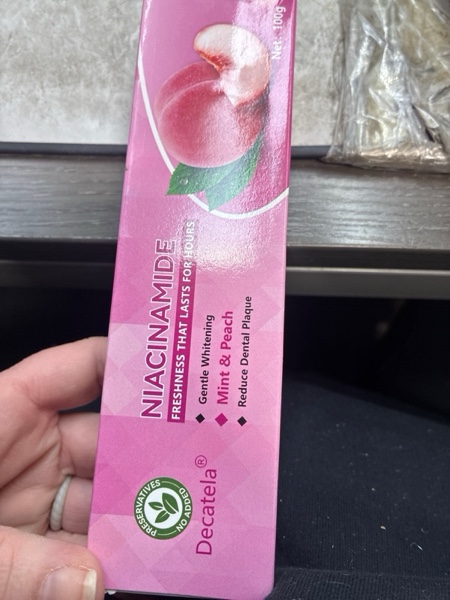 Decatela®
PRESERVATIVES
NO ADDED
NIACINAMIDE
FRESHNESS THAT LASTS FOR HOURS
Gentle Whitening
Mint & Peach
Reduce Dental Plaque
Net : 100g